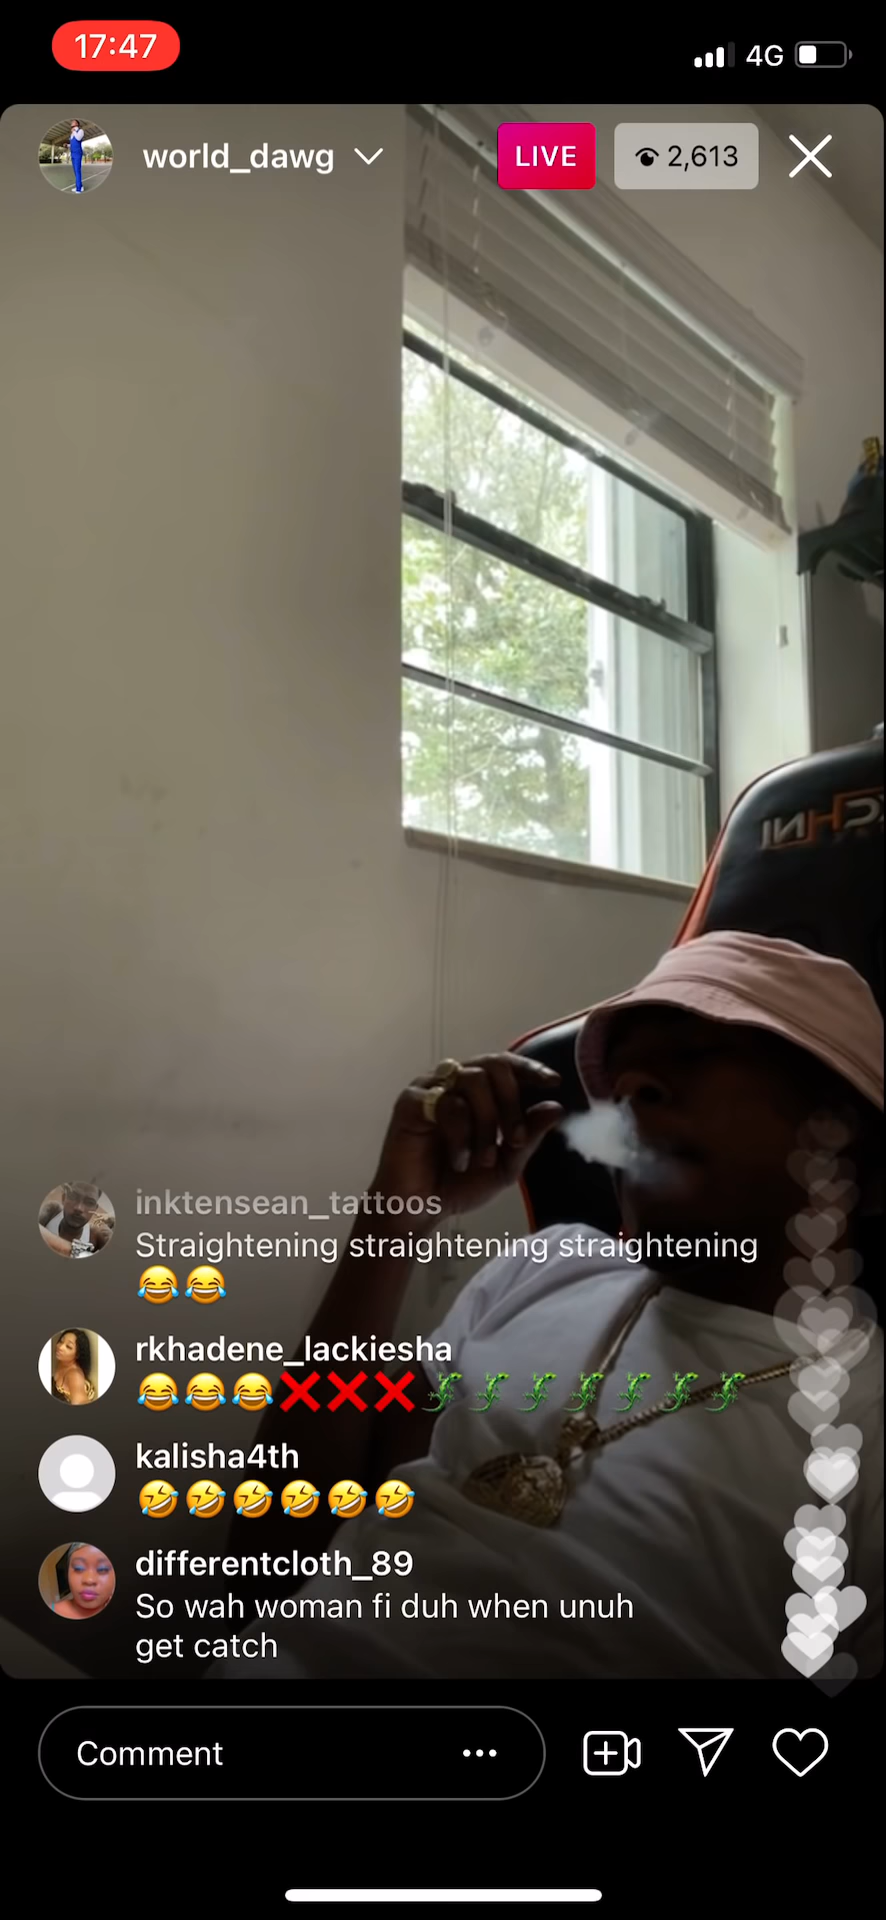 17:47
4G
world_dawg
LIVE
2,613
inktensean_tattoos
Straightening straightening straightening
😂😂
rkhadene_lackiesha
😂😂😂❌❌❌🦎🦎🦎🦎🦎🦎🦎
kalisha4th
🤣🤣🤣🤣🤣🤣
differentcloth_89
So wah woman fi duh when unuh
get catch
Comment